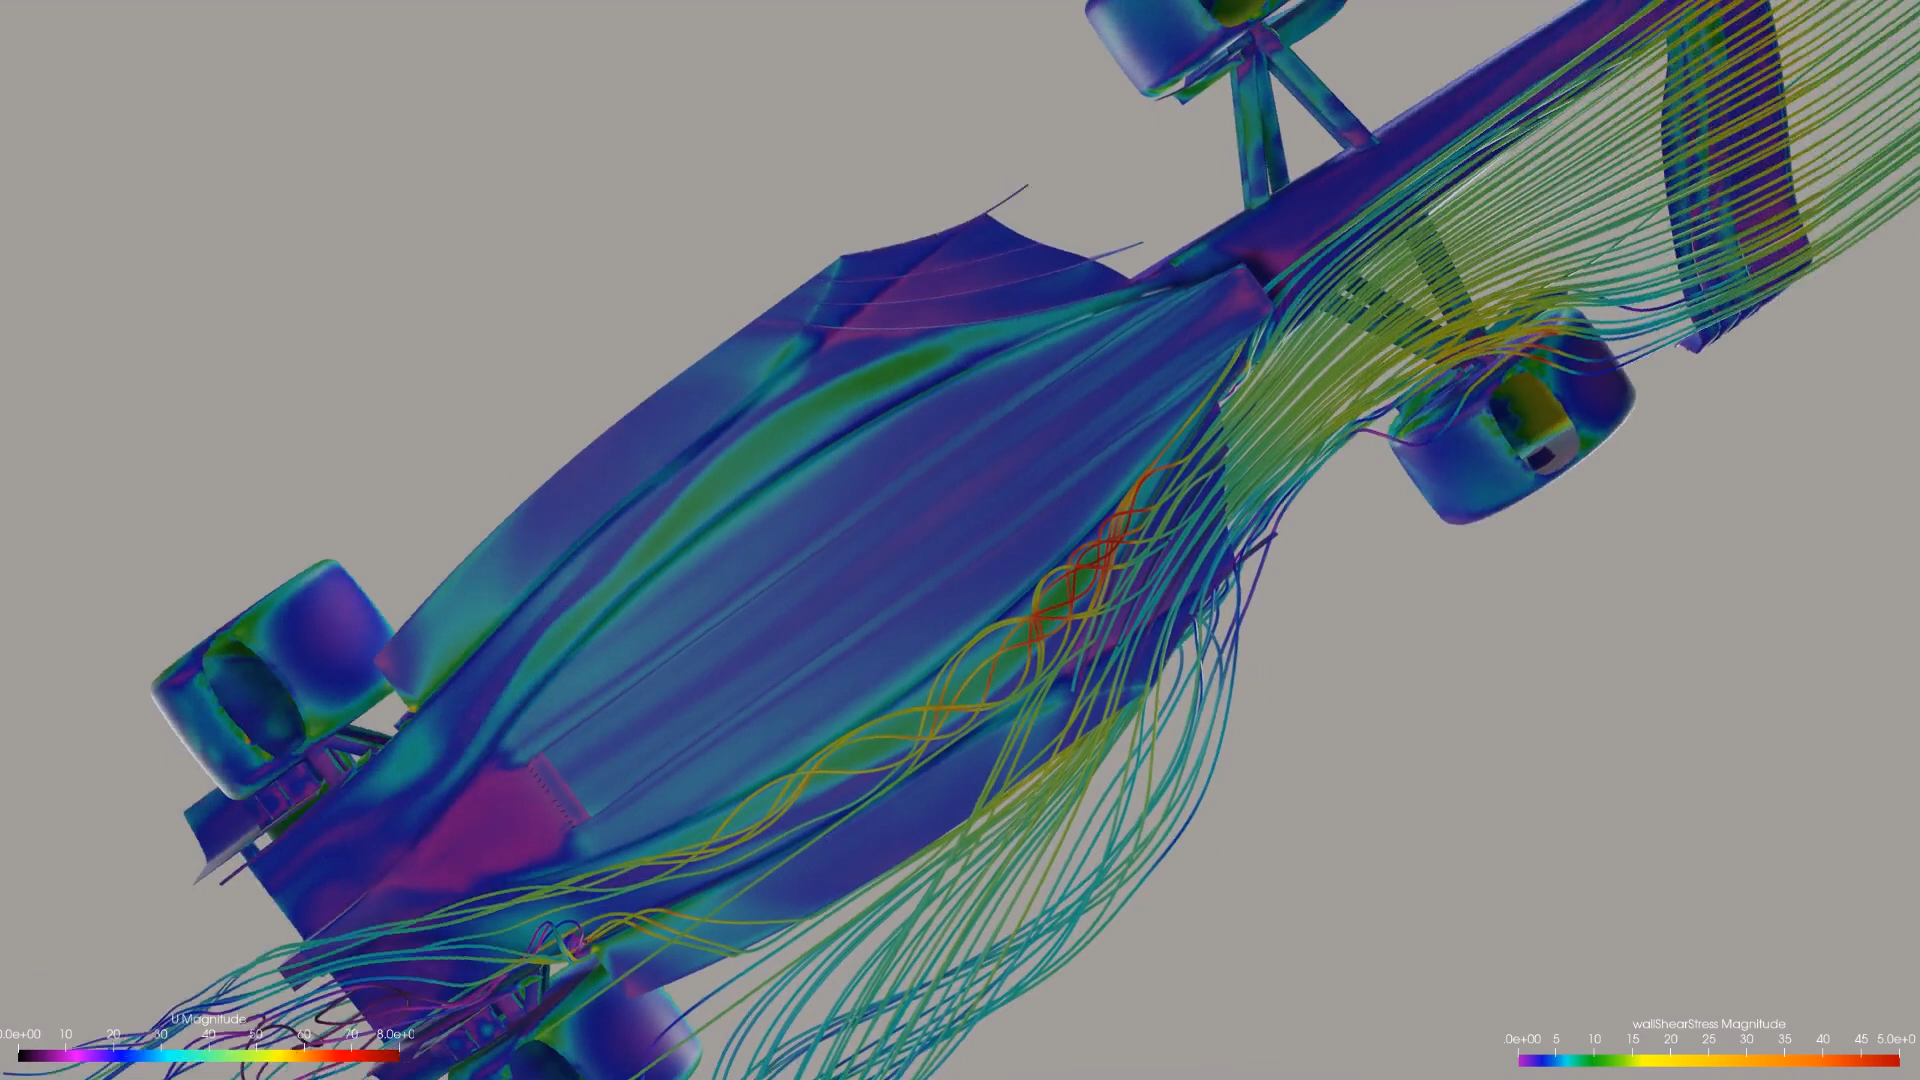 U Magnitude
0.0e+00 10 20 30 40 50 60 70 8.0e+0
wallShearStress Magnitude
.0e+00 5 10 15 20 25 30 35 40 45 5.0e+0